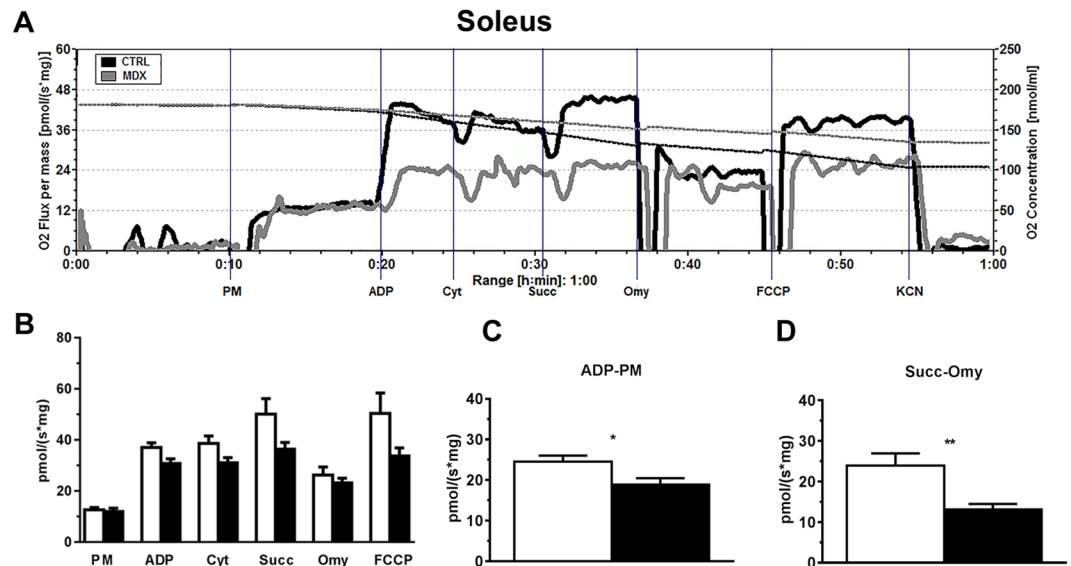 A
Soleus
O2 Flux per mass [pmol/(s*mg)]
60
48
36
24
12
0
CTRL
MDX
250
200
150
100
50
0
O2 Concentration [nmol/ml]
0:00 0:10 0:20 0:30 0:40 0:50 1:00
Range [h:min]: 1:00
PM ADP Cyt Succ Omy FCCP KCN
B
pmol/(s*mg)
80
60
40
20
0
PM ADP Cyt Succ Omy FCCP
C
ADP-PM
pmol/(s*mg)
40
30
20
10
0
*
D
Succ-Omy
pmol/(s*mg)
40
30
20
10
0
**